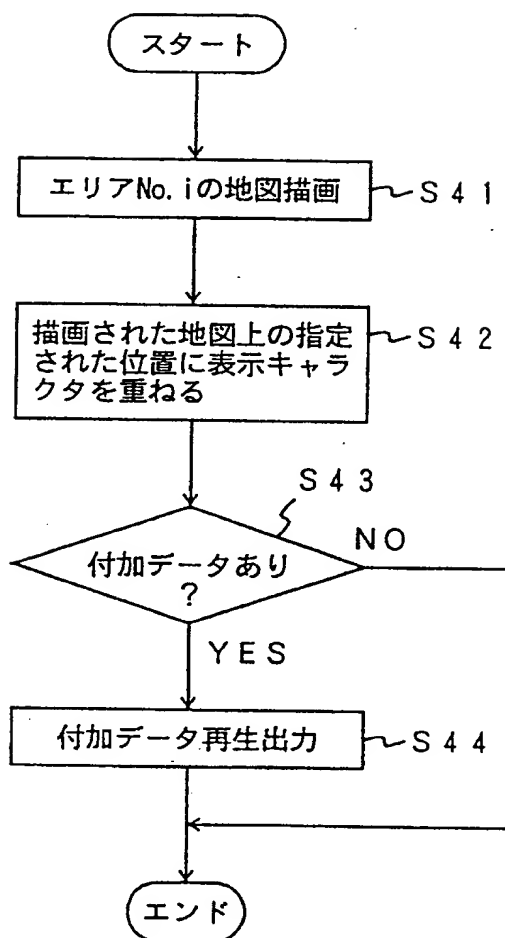 スタート
エリアNo.iの地図描画
S41
描画された地図上の指定
された位置に表示キャラ
クタを重ねる
S42
S43
付加データあり
?
NO
YES
付加データ再生出力
S44
エンド